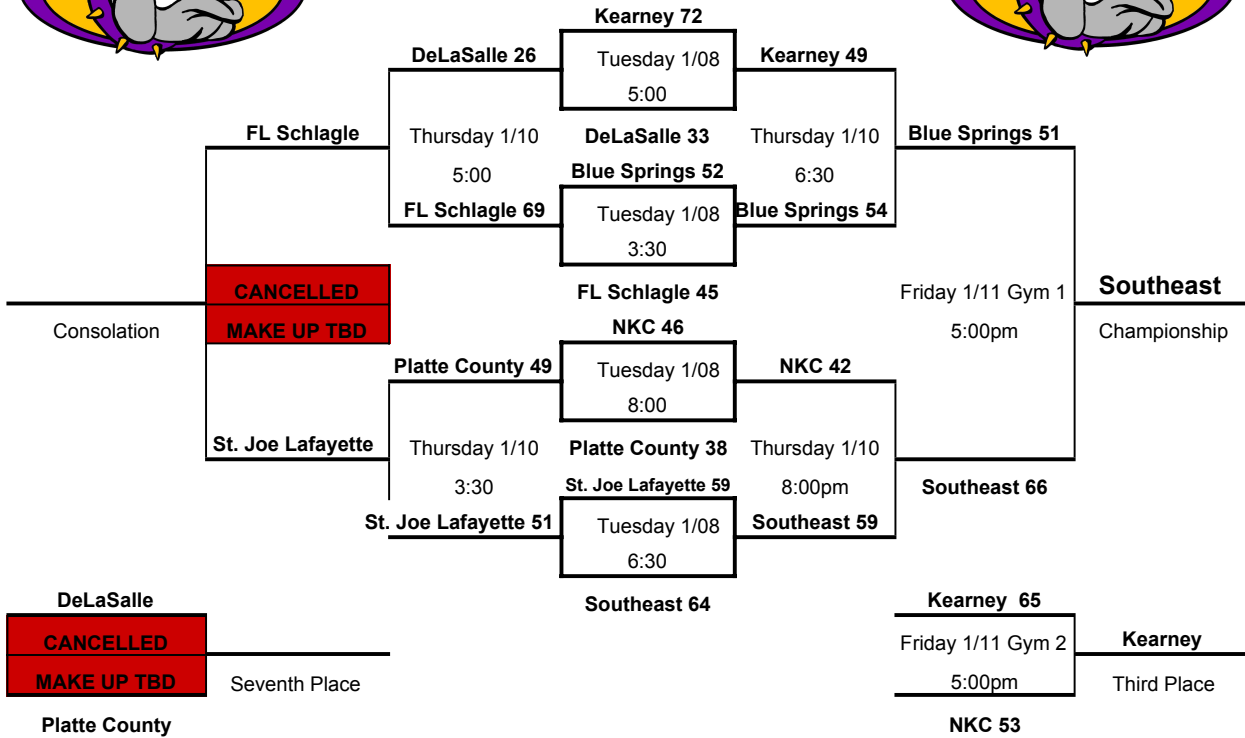 Kearney 72
DeLaSalle 26
Tuesday 1/08
Kearney 49
5:00
FL Schlagle
Thursday 1/10
DeLaSalle 33
Thursday 1/10
Blue Springs 51
5:00
Blue Springs 52
6:30
FL Schlagle 69
Tuesday 1/08
Blue Springs 54
3:30
CANCELLED
FL Schlagle 45
Friday 1/11 Gym 1
Southeast
Consolation
MAKE UP TBD
NKC 46
5:00pm
Championship
Platte County 49
Tuesday 1/08
NKC 42
8:00
St. Joe Lafayette
Thursday 1/10
Platte County 38
Thursday 1/10
3:30
St. Joe Lafayette 59
8:00pm
Southeast 66
St. Joe Lafayette 51
Tuesday 1/08
Southeast 59
6:30
DeLaSalle
Southeast 64
Kearney 65
CANCELLED
Friday 1/11 Gym 2
Kearney
MAKE UP TBD
Seventh Place
5:00pm
Third Place
Platte County
NKC 53